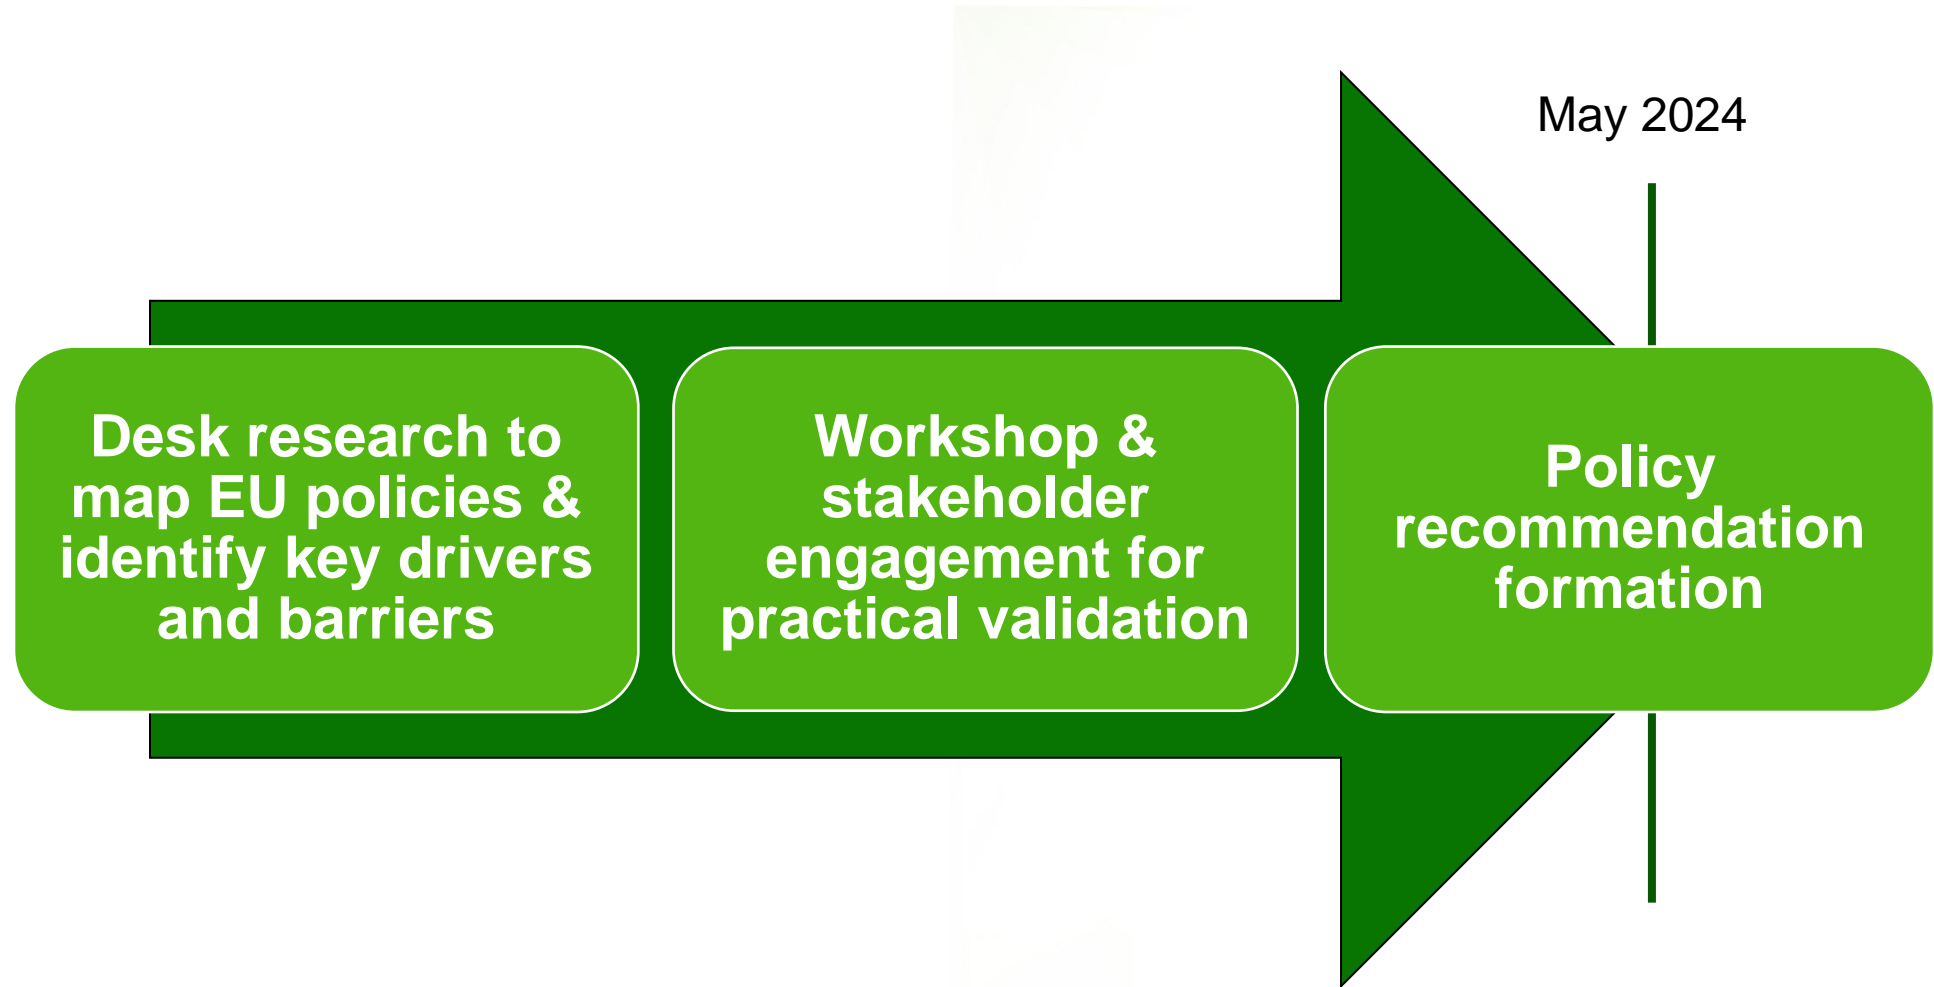 May 2024
Desk research to
map EU policies &
identify key drivers
and barriers
Workshop &
stakeholder
engagement for
practical validation
Policy
recommendation
formation